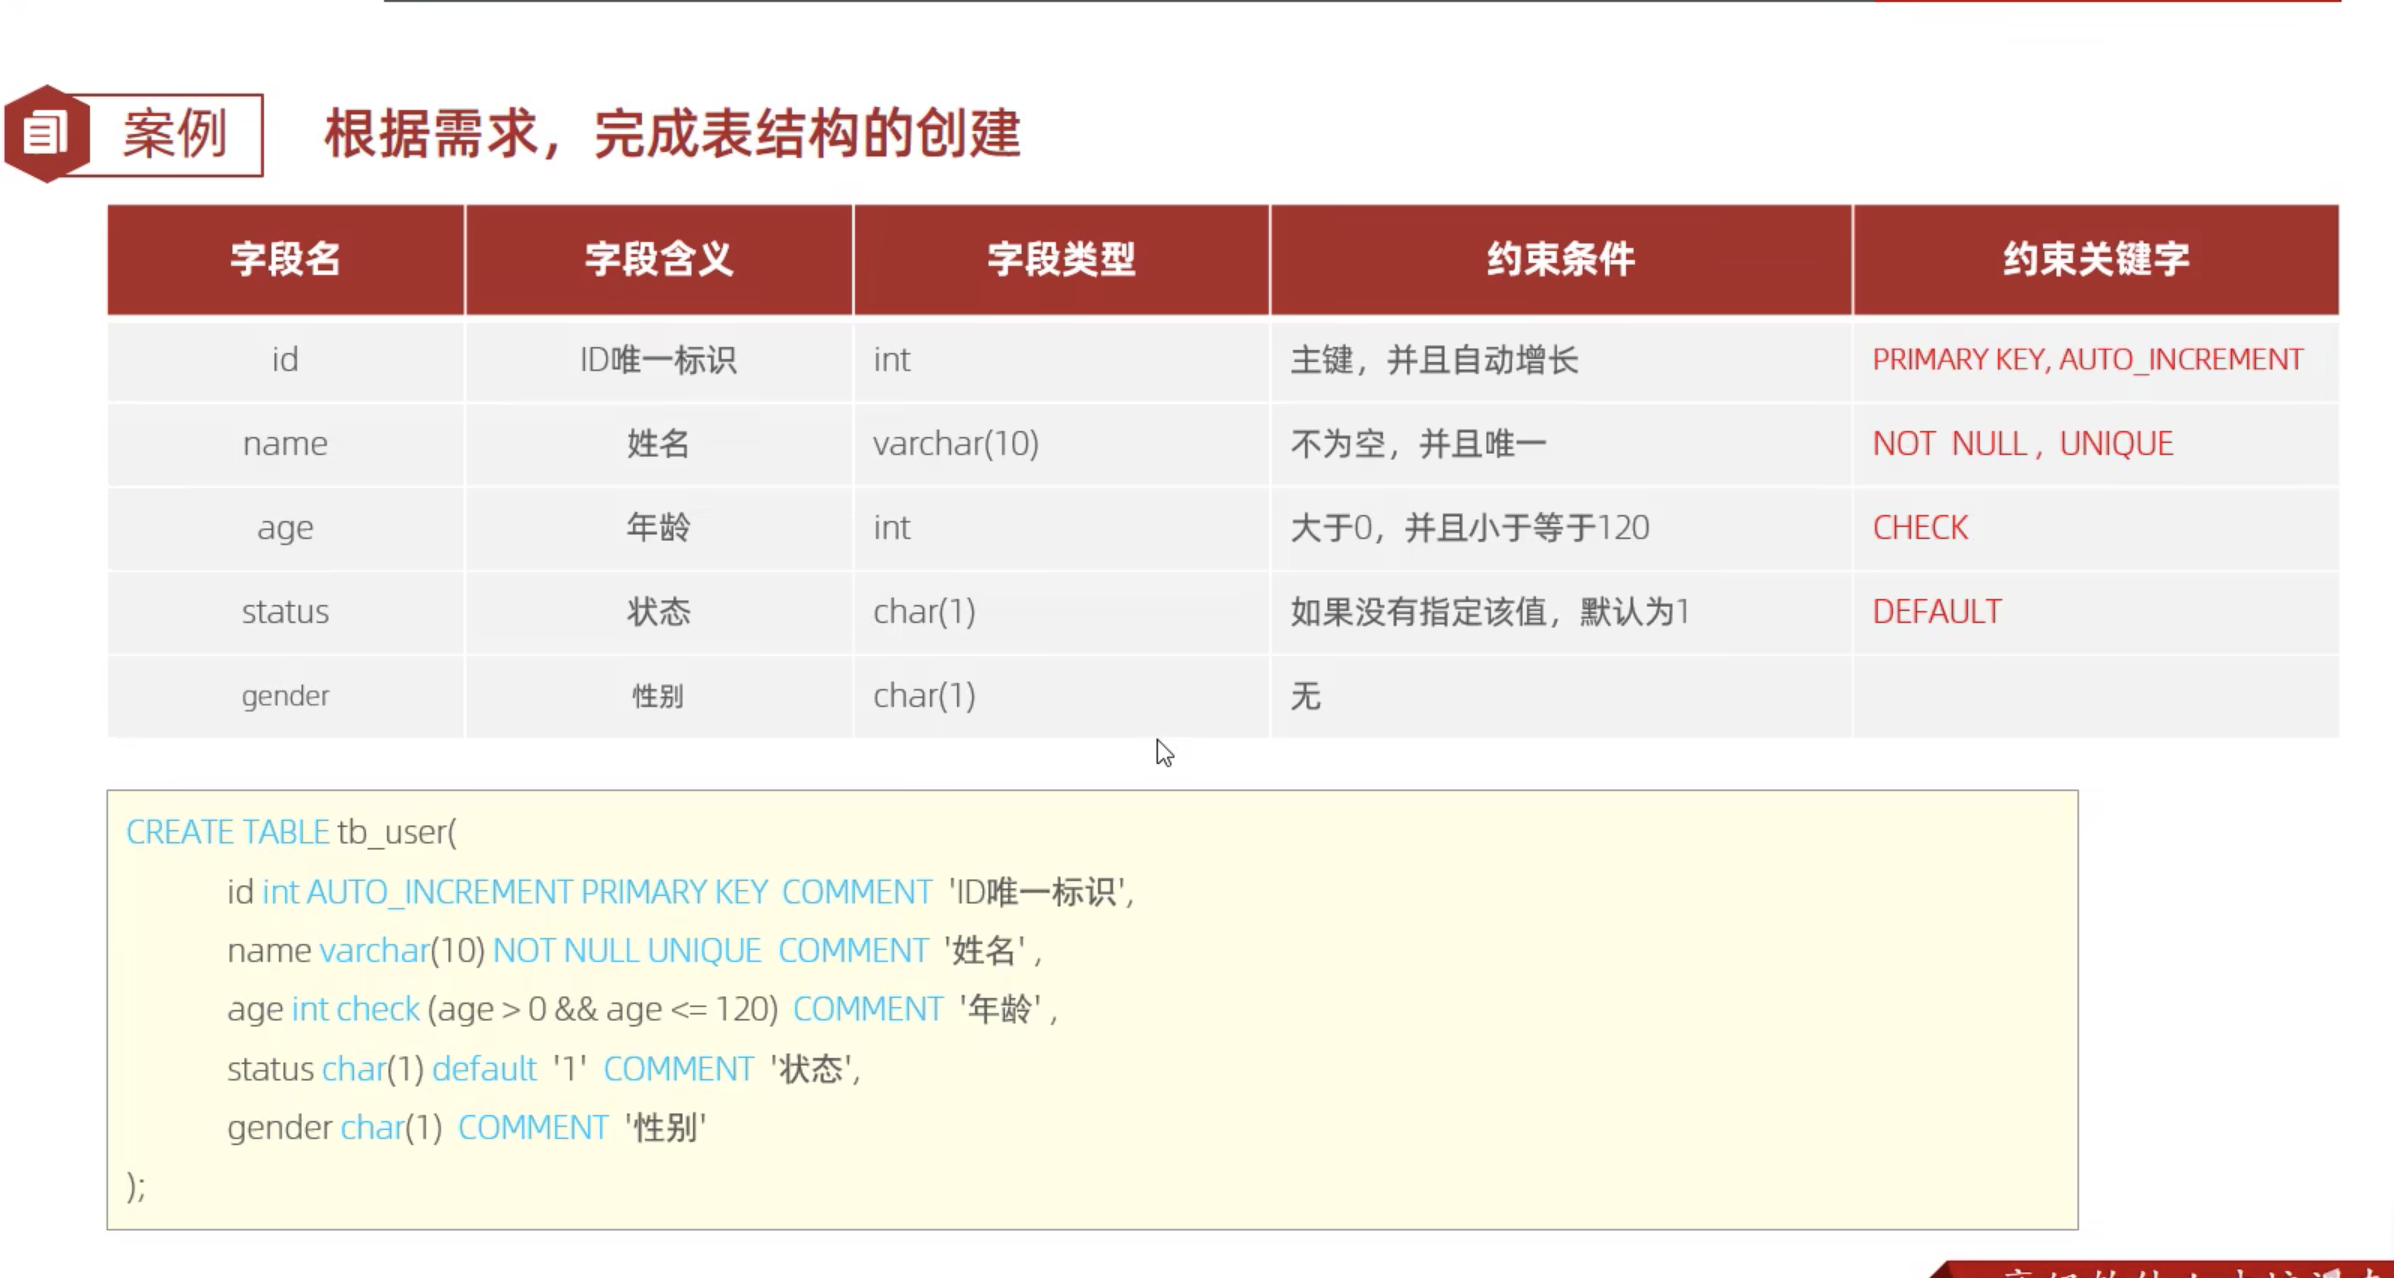 案例
根据需求，完成表结构的创建
字段名 字段含义 字段类型 约束条件 约束关键字
id ID唯一标识 int 主键，并且自动增长 PRIMARY KEY, AUTO_INCREMENT
name 姓名 varchar(10) 不为空，并且唯一 NOT NULL , UNIQUE
age 年龄 int 大于0，并且小于等于120 CHECK
status 状态 char(1) 如果没有指定该值，默认为1 DEFAULT
gender 性别 char(1) 无
CREATE TABLE tb_user(
id int AUTO_INCREMENT PRIMARY KEY COMMENT 'ID唯一标识',
name varchar(10) NOT NULL UNIQUE COMMENT '姓名' ,
age int check (age > 0 && age <= 120) COMMENT '年龄' ,
status char(1) default '1' COMMENT '状态',
gender char(1) COMMENT '性别'
);